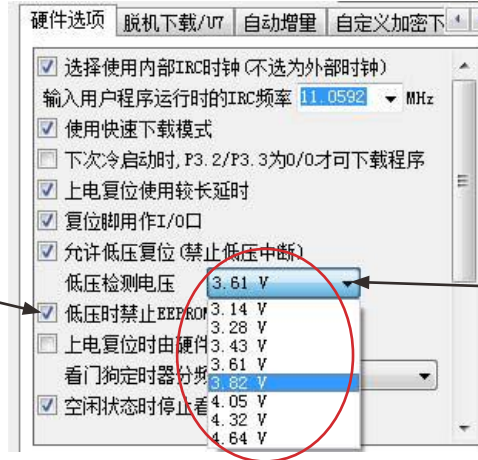 硬件选项 脱机下载/U7 自动增量 自定义加密下
选择使用内部IRC时钟(不选为外部时钟)
输入用户程序运行时的IRC频率 11.0592 MHz
使用快速下载模式
下次冷启动时,P3.2/P3.3为0/0才可下载程序
上电复位使用较长延时
复位脚用作I/O口
允许低压复位(禁止低压中断)
低压检测电压 3.61 V
低压时禁止EEPRO
3.14 V
3.28 V
上电复位时由硬件
3.43 V
3.61 V
看门狗定时器分频
3.82 V
空闲状态时停止看
4.05 V
4.32 V
4.64 V